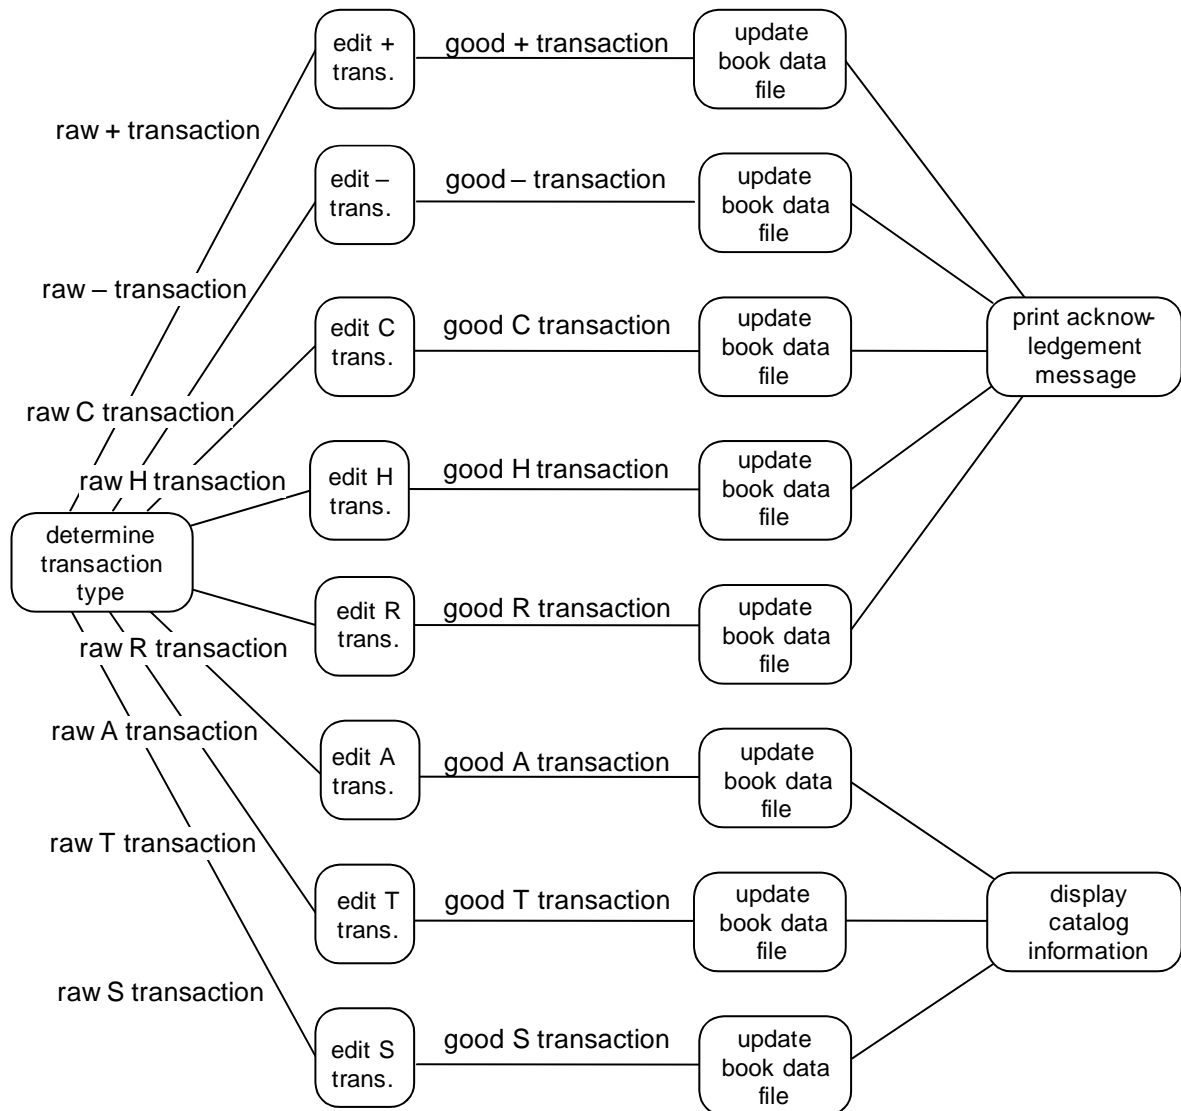 edit +
trans.
good + transaction
update
book data
file
raw + transaction
edit –
trans.
good – transaction
update
book data
file
raw – transaction
edit C
trans.
good C transaction
update
book data
file
print acknow-
ledgement
message
raw C transaction
edit H
trans.
good H transaction
update
book data
file
raw H transaction
determine
transaction
type
edit R
trans.
good R transaction
update
book data
file
raw R transaction
edit A
trans.
good A transaction
update
book data
file
raw A transaction
raw T transaction
edit T
trans.
good T transaction
update
book data
file
display
catalog
information
raw S transaction
edit S
trans.
good S transaction
update
book data
file